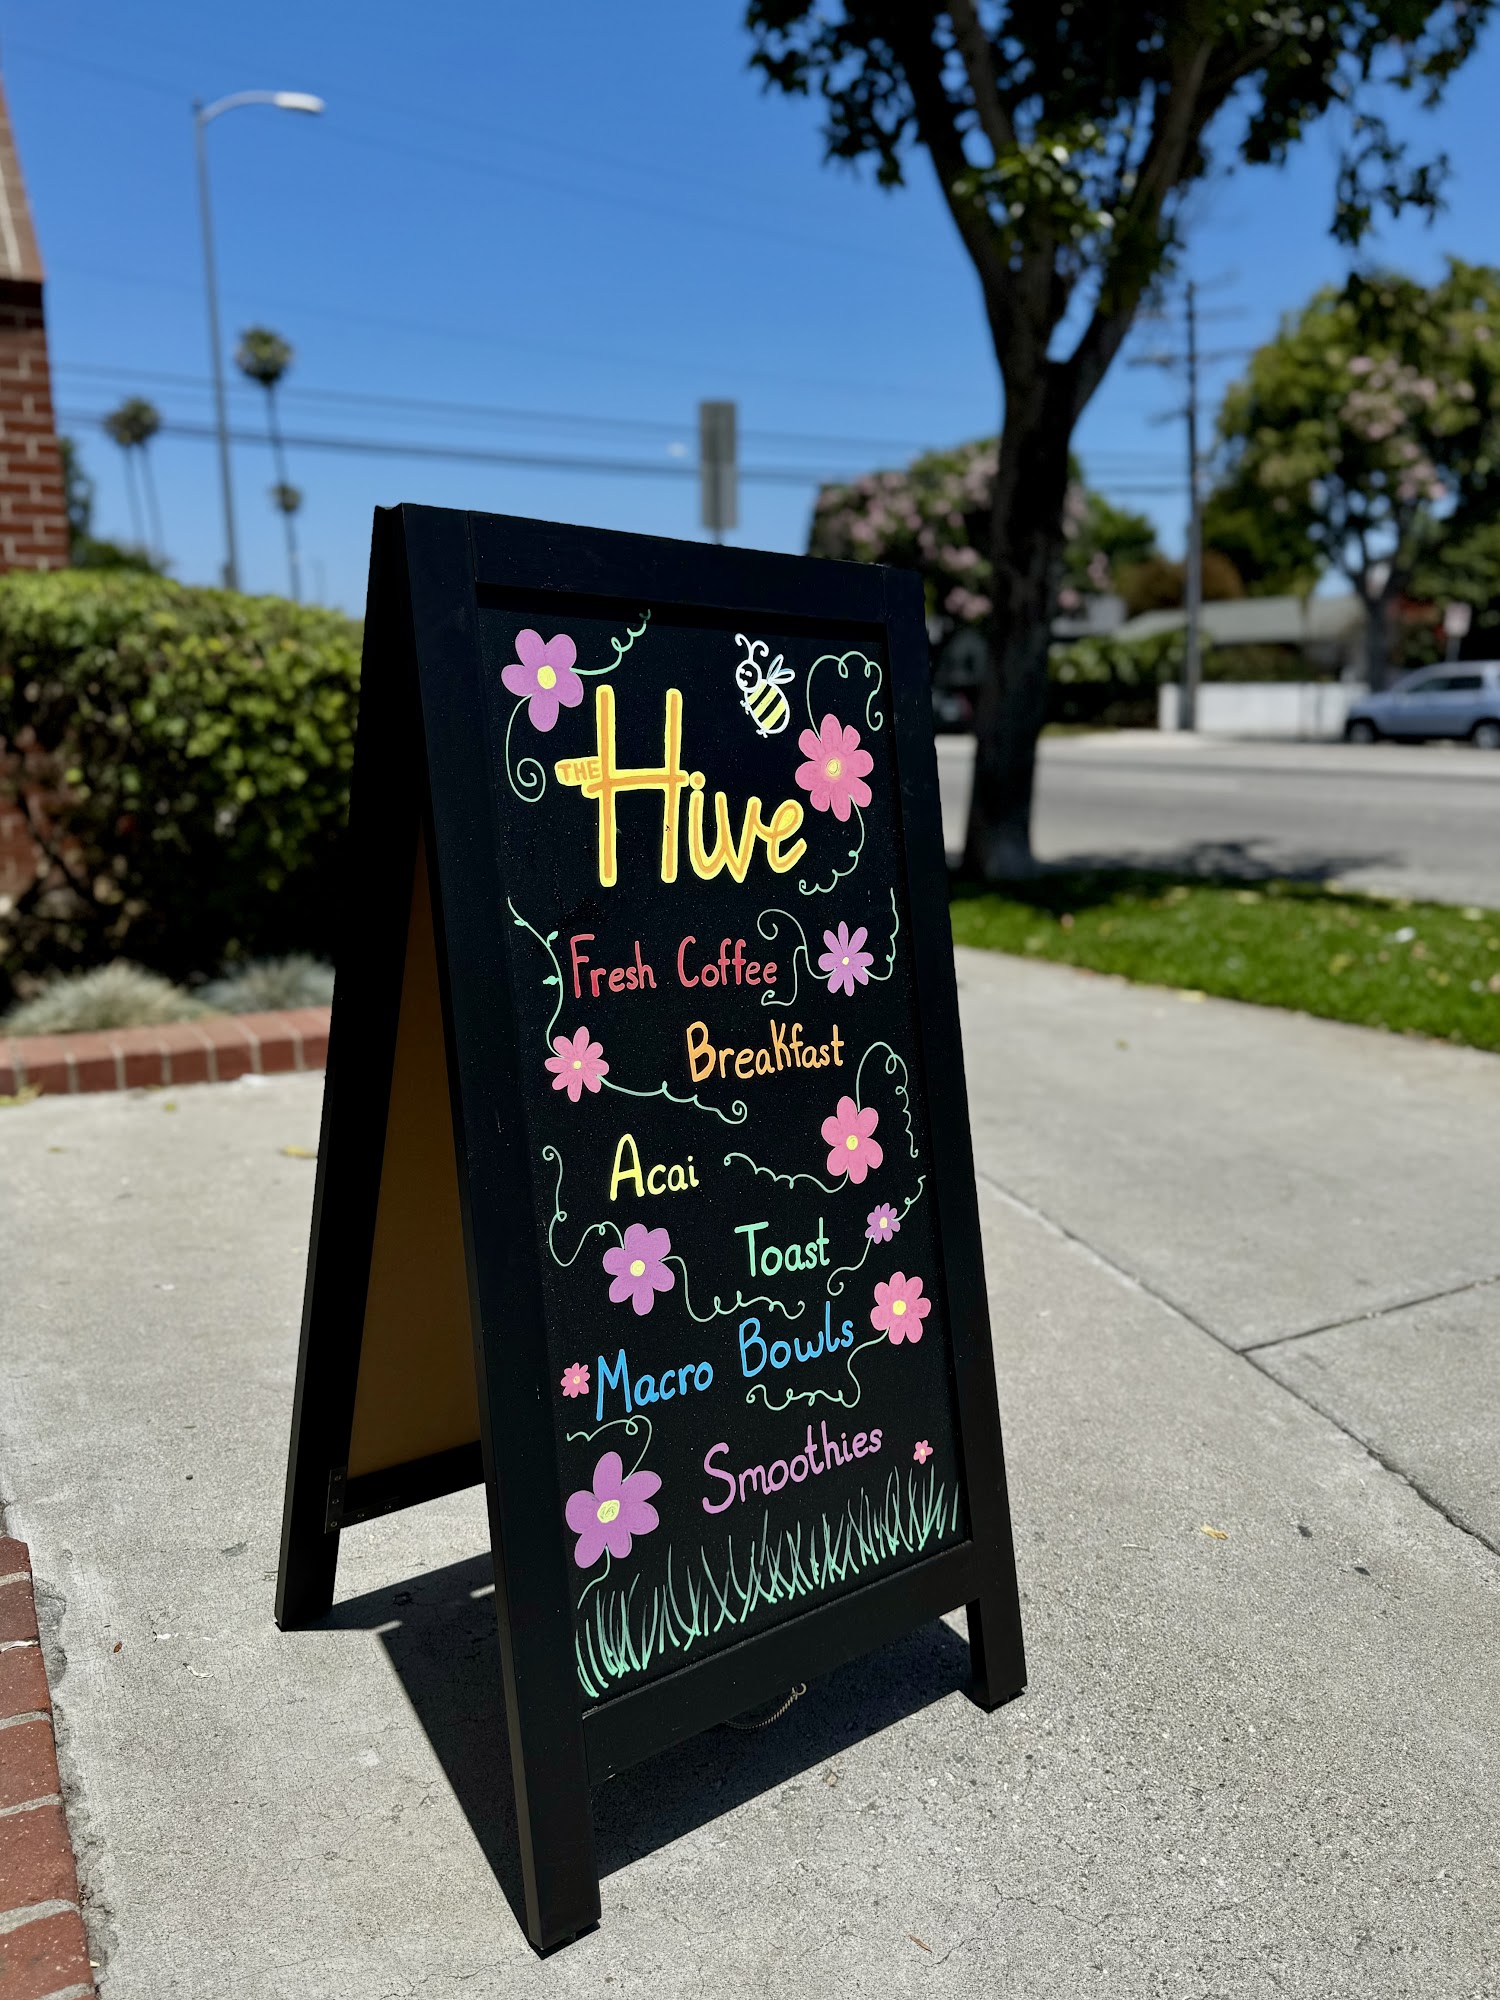 THE Hive
Fresh Coffee
Breakfast
Acai
Toast
Macro Bowls
Smoothies